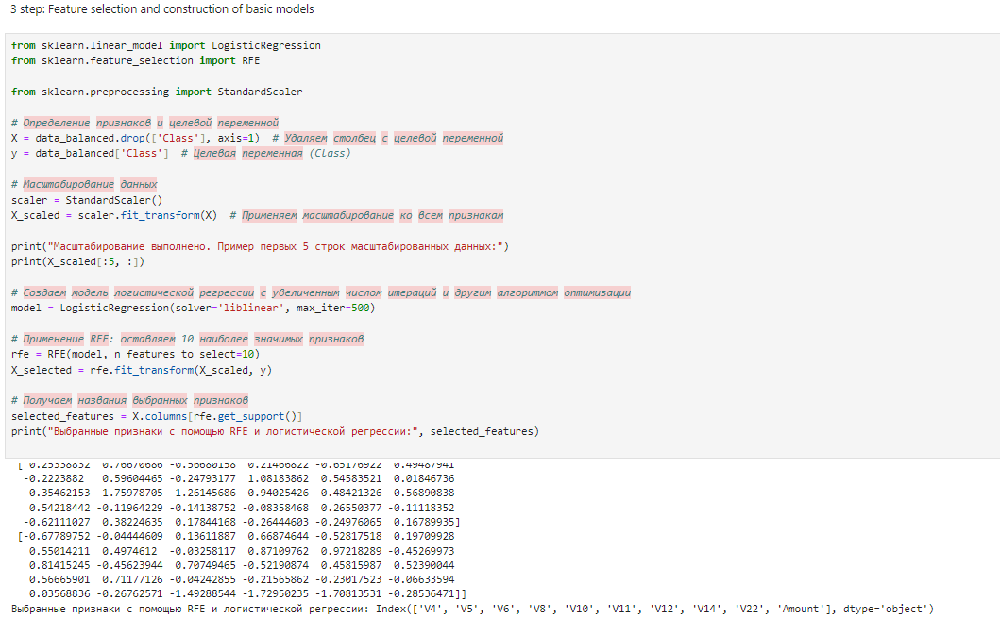 3 step: Feature selection and construction of basic models
from sklearn.linear_model import LogisticRegression
from sklearn.feature_selection import RFE
from sklearn.preprocessing import StandardScaler
# Определение признаков и целевой переменной
X = data_balanced.drop(['Class'], axis=1)  # Удаляем столбец с целевой переменной
y = data_balanced['Class']  # Целевая переменная (Class)
# Масштабирование данных
scaler = StandardScaler()
X_scaled = scaler.fit_transform(X)  # Применяем масштабирование ко всем признакам
print("Масштабирование выполнено. Пример первых 5 строк масштабированных данных:")
print(X_scaled[:5, :])
# Создаем модель логистической регрессии с увеличенным числом итераций и другим алгоритмом оптимизации
model = LogisticRegression(solver='liblinear', max_iter=500)
# Применение RFE: оставляем 10 наиболее значимых признаков
rfe = RFE(model, n_features_to_select=10)
X_selected = rfe.fit_transform(X_scaled, y)
# Получаем названия выбранных признаков
selected_features = X.columns[rfe.get_support()]
print("Выбранные признаки с помощью RFE и логистической регрессии:", selected_features)
[ 0.25338832 0.76670686 -0.56680158 0.21466822 -0.65176922 0.49487941
-0.2223882 0.59604465 -0.24793177 1.08183862 0.54583521 0.01846736
0.35462153 1.75978705 1.26145686 -0.94025426 0.48421326 0.56890838
0.54218442 -0.11964229 -0.14138752 -0.08358468 0.26550377 -0.11118352
-0.62111027 0.38224635 0.17844168 -0.26444603 -0.24976065 0.16789935]
[-0.67789752 -0.04444609 0.13611887 0.66874644 -0.52817518 0.19709928
0.55014211 0.4974612 -0.03258117 0.87109762 0.97218289 -0.45269973
0.81415245 -0.45623944 0.70749465 -0.52190874 0.45815987 0.52390044
0.56665901 0.71177126 -0.04242855 -0.21565862 -0.23017523 -0.06633594
0.03568836 -0.26762571 -1.49288544 -1.72950235 -1.70813531 -0.28536471]]
Выбранные признаки с помощью RFE и логистической регрессии: Index(['V4', 'V5', 'V6', 'V8', 'V10', 'V11', 'V12', 'V14', 'V22', 'Amount'], dtype='object')